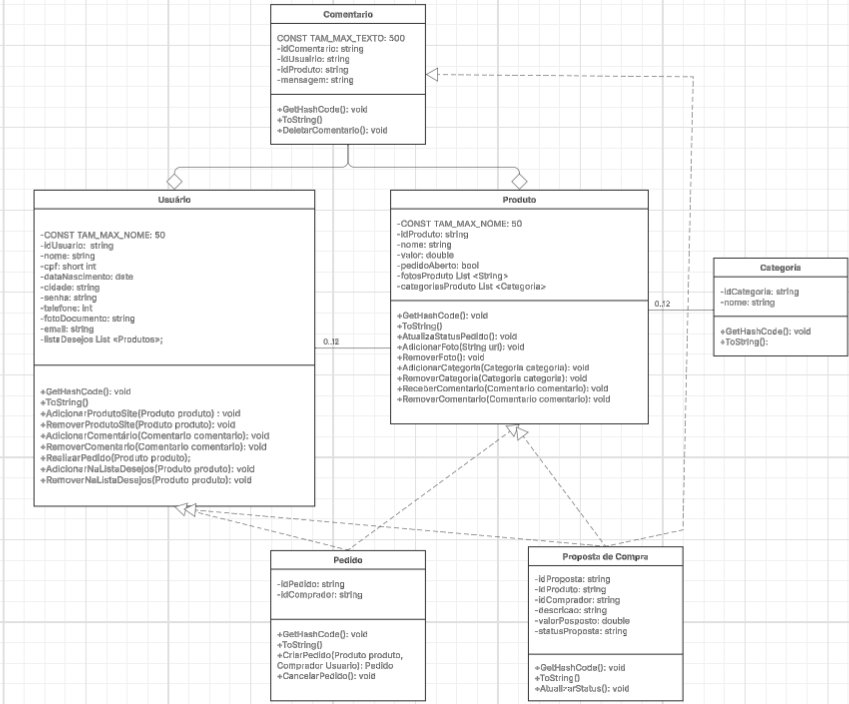 Comentario
CONST TAM_MAX_TEXTO: 500
-idComentario: string
-idUsuairio: string
-idProduto: string
-mensagem: string
+GetHashCode(): void
+ToString()
+DeletarComentario(): void
Usuário
-CONST TAM_MAX_NOME: 50
-idUsuario: string
-nome: string
-cpf: short int
-dataNascimento: date
-cidade: string
-senha: string
-telefone: int
-fotoDocumento: string
-email: string
-listaDesejos List <Produtos>;
+GetHashCode(): void
+ToString()
+AdicionarProdutoSite(Produto produto) : void
+RemoverProdutoSite(Produto produto): void
+AdicionarComentário(Comentario comentario): void
+RemoverComentario(Comentario comentario): void
+RealizarPedido(Produto produto);
+AdicionarNaListaDesejos(Produto produto): void
+RemoverNaListaDesejos(Produto produto): void
0..12
Produto
-CONST TAM_MAX_NOME: 50
-idProduto: string
-nome: string
-valor: double
-pedidoAberto: bool
-fotosProduto List <String>
-categoriasProduto List <Categoria>
+GetHashCode(): void
+ToString()
+AtualizaStatusPedido(): void
+AdicionarFoto(String url): void
+RemoverFoto(): void
+AdicionarCategoria(Categoria categoria): void
+RemoverCategoria(Categoria categoria): void
+ReceberComentario(Comentario comentario): void
+RemoverComentario(Comentario comentario): void
0..12
Categoria
-idCategoria: string
-nome: string
+GetHashCode(): void
+ToString():
Pedido
-idPedido: string
-idComprador: string
+GetHashCode(): void
+ToString()
+CriarPedido(Produto produto,
Comprador Usuario): Pedido
+CancelarPedido(): void
Proposta de Compra
-idProposta: string
-idProduto: string
-idComprador: string
-descricao: string
-valorPosposto: double
-statusProposta: string
+GetHashCode(): void
+ToString()
+AtualizarStatus(): void